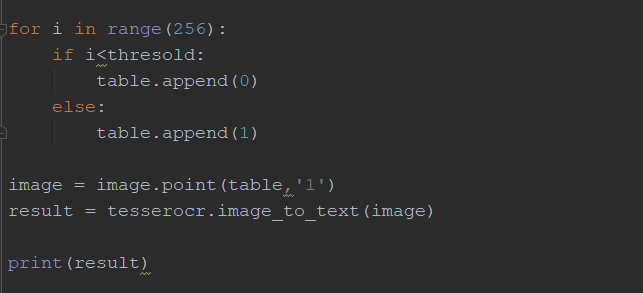 for i in range(256):
    if i<thresold:
        table.append(0)
    else:
        table.append(1)

image = image.point(table,'1')
result = tesserocr.image_to_text(image)

print(result)